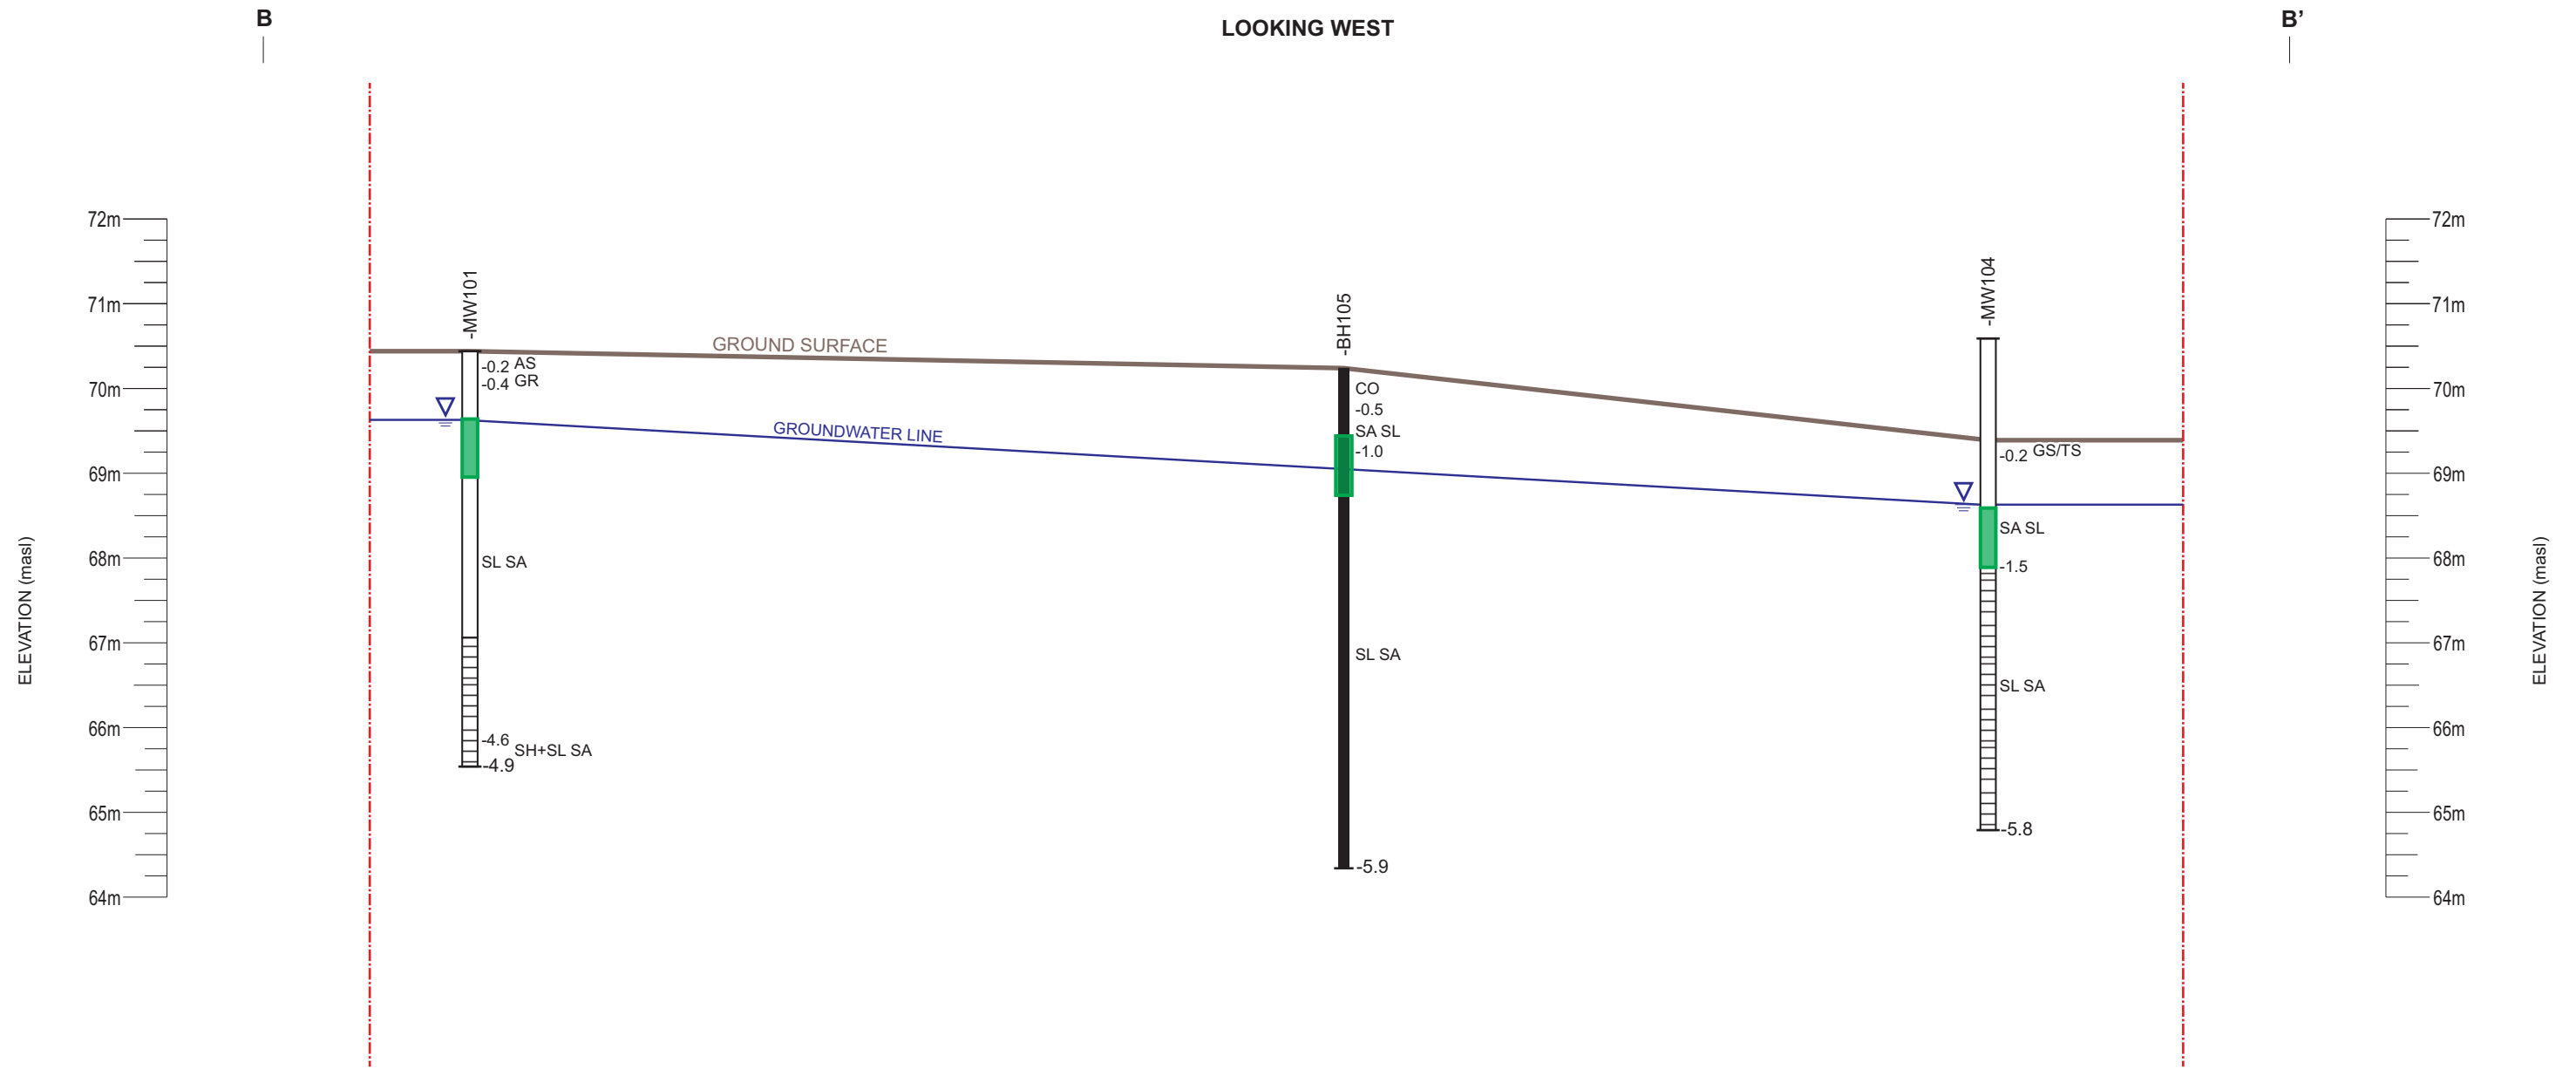 B
LOOKING WEST
B’
72m
71m
70m
69m
68m
67m
66m
65m
64m
ELEVATION (masl)
-MW101
GROUND SURFACE
-0.2 AS
-0.4 GR
GROUNDWATER LINE
SL SA
-4.6
SH+SL SA
-4.9
-BH105
CO
-0.5
SA SL
-1.0
SL SA
-5.9
-MW104
-0.2 GS/TS
SA SL
-1.5
SL SA
-5.8
72m
71m
70m
69m
68m
67m
66m
65m
64m
ELEVATION (masl)